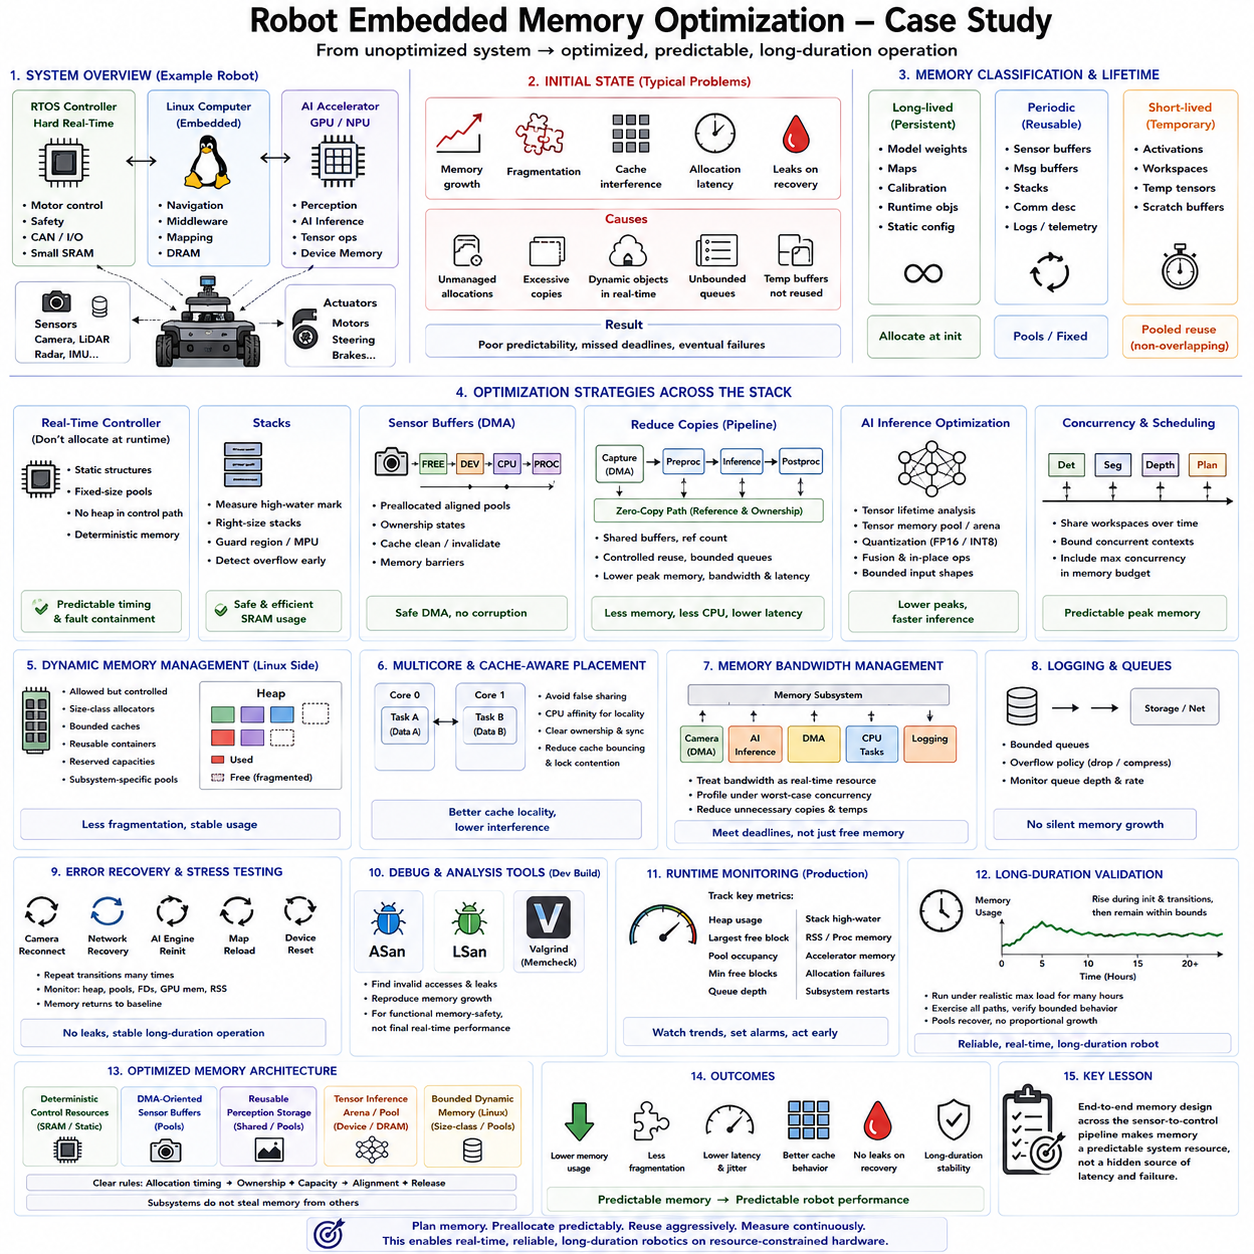 Robot Embedded Memory Optimization – Case Study
From unoptimized system → optimized, predictable, long-duration operation
1. SYSTEM OVERVIEW (Example Robot)
RTOS Controller
Hard Real-Time
• Motor control
• Safety
• CAN / I/O
• Small SRAM
Linux Computer
(Embedded)
• Navigation
• Middleware
• Mapping
• DRAM
AI Accelerator
GPU / NPU
• Perception
• AI Inference
• Tensor ops
• Device Memory
Sensors
Camera, LiDAR
Radar, IMU...
Actuators
Motors
Steering
Brakes...
2. INITIAL STATE (Typical Problems)
Memory
growth
Fragmentation
Cache
interference
Allocation
latency
Leaks on
recovery
Causes
Unmanaged
allocations
Excessive
copies
Dynamic objects
in real-time
Unbounded
queues
Temp buffers
not reused
Result
Poor predictability, missed deadlines, eventual failures
3. MEMORY CLASSIFICATION & LIFETIME
Long-lived
(Persistent)
• Model weights
• Maps
• Calibration
• Runtime objs
• Static config
Allocate at init
Periodic
(Reusable)
• Sensor buffers
• Msg buffers
• Stacks
• Comm desc
• Logs / telemetry
Pools / Fixed
Short-lived
(Temporary)
• Activations
• Workspaces
• Temp tensors
• Scratch buffers
Pooled reuse
(non-overlapping)
4. OPTIMIZATION STRATEGIES ACROSS THE STACK
Real-Time Controller
(Don't allocate at runtime)
• Static structures
• Fixed-size pools
• No heap in control path
• Deterministic memory
Predictable timing
& fault containment
Stacks
• Measure high-water mark
• Right-size stacks
• Guard region / MPU
• Detect overflow early
Safe & efficient
SRAM usage
Sensor Buffers (DMA)
FREE
DEV
CPU
PROC
• Preallocated aligned pools
• Ownership states
• Cache clean / invalidate
• Memory barriers
Safe DMA, no corruption
Reduce Copies (Pipeline)
Capture
(DMA)
Preproc
Inference
Postproc
Zero-Copy Path (Reference & Ownership)
• Shared buffers, ref count
• Controlled reuse, bounded queues
• Lower peak memory, bandwidth & latency
Less memory, less CPU, lower latency
AI Inference Optimization
• Tensor lifetime analysis
• Tensor memory pool / arena
• Quantization (FP16 / INT8)
• Fusion & in-place ops
• Bounded input shapes
Lower peaks,
faster inference
Concurrency & Scheduling
Det
Seg
Depth
Plan
• Share workspaces over time
• Bound concurrent contexts
• Include max concurrency
in memory budget
Predictable peak memory
5. DYNAMIC MEMORY MANAGEMENT (Linux Side)
• Allowed but controlled
• Size-class allocators
• Bounded caches
• Reusable containers
• Reserved capacities
• Subsystem-specific pools
Heap
Used
Free (fragmented)
Less fragmentation, stable usage
6. MULTICORE & CACHE-AWARE PLACEMENT
Core 0
Task A
(Data A)
Core 1
Task B
(Data B)
• Avoid false sharing
• CPU affinity for locality
• Clear ownership & sync
• Reduce cache bouncing
& lock contention
Better cache locality,
lower interference
7. MEMORY BANDWIDTH MANAGEMENT
Memory Subsystem
Camera
(DMA)
AI
Inference
DMA
CPU
Tasks
Logging
• Treat bandwidth as real-time resource
• Profile under worst-case concurrency
• Reduce unnecessary copies & temps
Meet deadlines, not just free memory
8. LOGGING & QUEUES
Storage / Net
• Bounded queues
• Overflow policy (drop / compress)
• Monitor queue depth & rate
No silent memory growth
9. ERROR RECOVERY & STRESS TESTING
Camera
Reconnect
Network
Recovery
AI Engine
Reinit
Map
Reload
Device
Reset
• Repeat transitions many times
• Monitor: heap, pools, FDs, GPU mem, RSS
• Memory returns to baseline
No leaks, stable long-duration operation
10. DEBUG & ANALYSIS TOOLS (Dev Build)
ASan
LSan
V
Valgrind
(Memcheck)
• Find invalid accesses & leaks
• Reproduce memory growth
• For functional memory-safety,
not final real-time performance
11. RUNTIME MONITORING (Production)
Track key metrics:
Heap usage
Largest free block
Pool occupancy
Min free blocks
Queue depth
Stack high-water
RSS / Proc memory
Accelerator memory
Allocation failures
Subsystem restarts
Watch trends, set alarms, act early
12. LONG-DURATION VALIDATION
Memory
Usage
Rise during init & transitions,
then remain within bounds
0 5 10 15 20+
Time (Hours)
• Run under realistic max load for many hours
• Exercise all paths, verify bounded behavior
• Pools recover, no proportional growth
Reliable, real-time, long-duration robot
13. OPTIMIZED MEMORY ARCHITECTURE
Deterministic
Control Resources
(SRAM / Static)
DMA-Oriented
Sensor Buffers
(Pools)
Reusable
Perception Storage
(Shared / Pools)
Tensor Inference
Arena / Pool
(Device / DRAM)
Bounded Dynamic
Memory (Linux)
(Size-class / Pools)
Clear rules: Allocation timing + Ownership + Capacity + Alignment + Release
Subsystems do not steal memory from others
14. OUTCOMES
Lower memory
usage
Less
fragmentation
Lower latency
& jitter
Better cache
behavior
No leaks on
recovery
Long-duration
stability
Predictable memory → Predictable robot performance
15. KEY LESSON
End-to-end memory design
across the sensor-to-control
pipeline makes memory
a predictable system resource,
not a hidden source of
latency and failure.
Plan memory. Preallocate predictably. Reuse aggressively. Measure continuously.
This enables real-time, reliable, long-duration robotics on resource-constrained hardware.